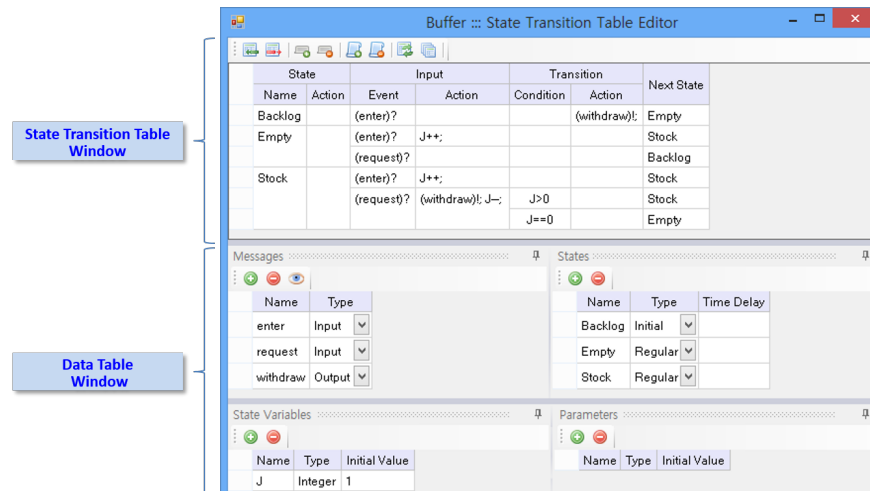 Buffer ::: State Transition Table Editor
State Transition Table
Window
State Input Transition Next State
Name Action Event Action Condition Action
Backlog (enter)? (withdraw)!; Empty
Empty (enter)? J++; Stock
(request)? Backlog
Stock (enter)? J++; Stock
(request)? (withdraw)!; J--; J>0 Stock
J==0 Empty
Data Table
Window
Messages
Name Type
enter Input
request Input
withdraw Output
States
Name Type Time Delay
Backlog Initial
Empty Regular
Stock Regular
State Variables
Name Type Initial Value
J Integer 1
Parameters
Name Type Initial Value